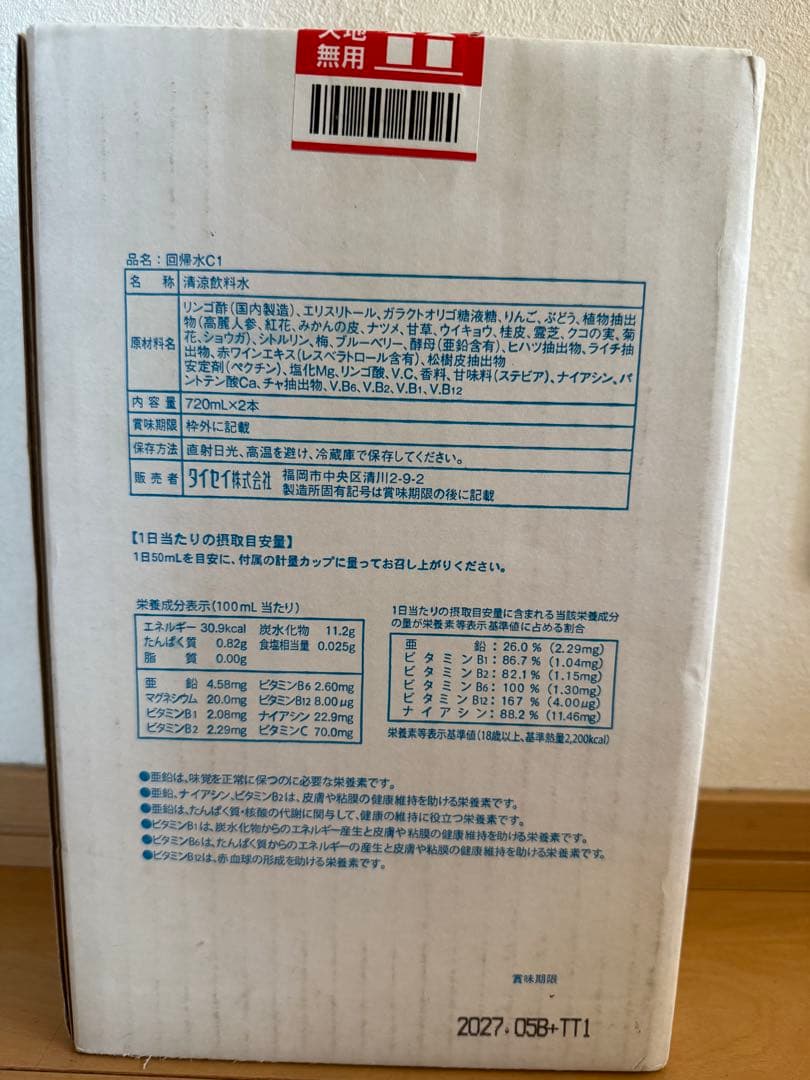 無用
品名：回帰水C1
名　称 清涼飲料水
原材料名 リンゴ酢(国内製造)、エリスリトール、ガラクトオリゴ糖液糖、りんご、ぶどう、植物抽出
物(高麗人参、紅花、みかんの皮、ナツメ、甘草、ウイキョウ、桂皮、霊芝、クコの実、菊
花、ショウガ)、シトルリン、梅、ブルーベリー、酵母(亜鉛含有)、ヒハツ抽出物、ライチ抽
出物、赤ワインエキス(レスベラトロール含有)、松樹皮抽出物
安定剤(ペクチン)、塩化Mg、リンゴ酸、V.C、香料、甘味料(ステビア)、ナイアシン、パ
ントテン酸Ca、チャ抽出物、V.B6、V.B2、V.B1、V.B12
内容量 720mL×2本
賞味期限 枠外に記載
保存方法 直射日光、高温を避け、冷蔵庫で保存してください。
販売者 タイセイ株式会社 福岡市中央区清川2-9-2
製造所固有記号は賞味期限の後に記載
【1日当たりの摂取目安量】
1日50mLを目安に、付属の計量カップに量ってお召し上がりください。
栄養成分表示(100mL当たり)
エネルギー 30.9kcal 炭水化物 11.2g
たんぱく質 0.82g 食塩相当量 0.025g
脂　質 0.00g
亜　鉛 4.58mg ビタミンB6 2.60mg
マグネシウム 20.0mg ビタミンB12 8.00μg
ビタミンB1 2.08mg ナイアシン 22.9mg
ビタミンB2 2.29mg ビタミンC 70.0mg
1日当たりの摂取目安量に含まれる当該栄養成分
の量が栄養素等表示基準値に占める割合
亜　鉛：26.0％(2.29mg)
ビタミンB1：86.7％(1.04mg)
ビタミンB2：82.1％(1.15mg)
ビタミンB6：100％(1.30mg)
ビタミンB12：167％(4.00μg)
ナイアシン：88.2％(11.46mg)
栄養素等表示基準値(18歳以上、基準熱量2,200kcal)
●亜鉛は、味覚を正常に保つのに必要な栄養素です。
●亜鉛、ナイアシン、ビタミンB2は、皮膚や粘膜の健康維持を助ける栄養素です。
●亜鉛は、たんぱく質・核酸の代謝に関与して、健康の維持に役立つ栄養素です。
●ビタミンB1は、炭水化物からのエネルギー産生と皮膚や粘膜の健康維持を助ける栄養素です。
●ビタミンB6は、たんぱく質からのエネルギーの産生と皮膚や粘膜の健康維持を助ける栄養素です。
●ビタミンB12は、赤血球の形成を助ける栄養素です。
賞味期限
2027.05B+TT1